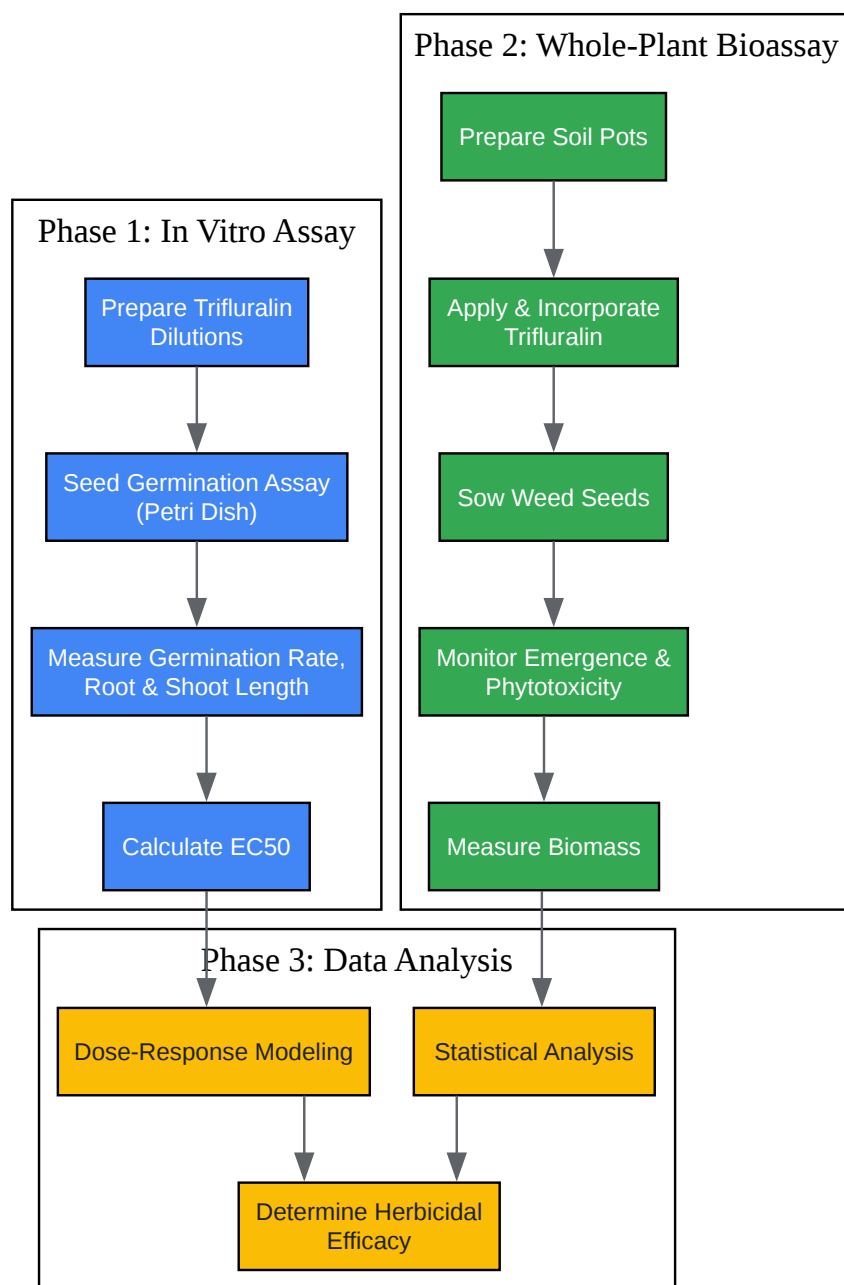 Phase 1: In Vitro Assay
Prepare Trifluralin
Dilutions
Seed Germination Assay
(Petri Dish)
Measure Germination Rate,
Root & Shoot Length
Calculate EC50
Phase 2: Whole-Plant Bioassay
Prepare Soil Pots
Apply & Incorporate
Trifluralin
Sow Weed Seeds
Monitor Emergence &
Phytotoxicity
Measure Biomass
Phase 3: Data Analysis
Dose-Response Modeling
Statistical Analysis
Determine Herbicidal
Efficacy